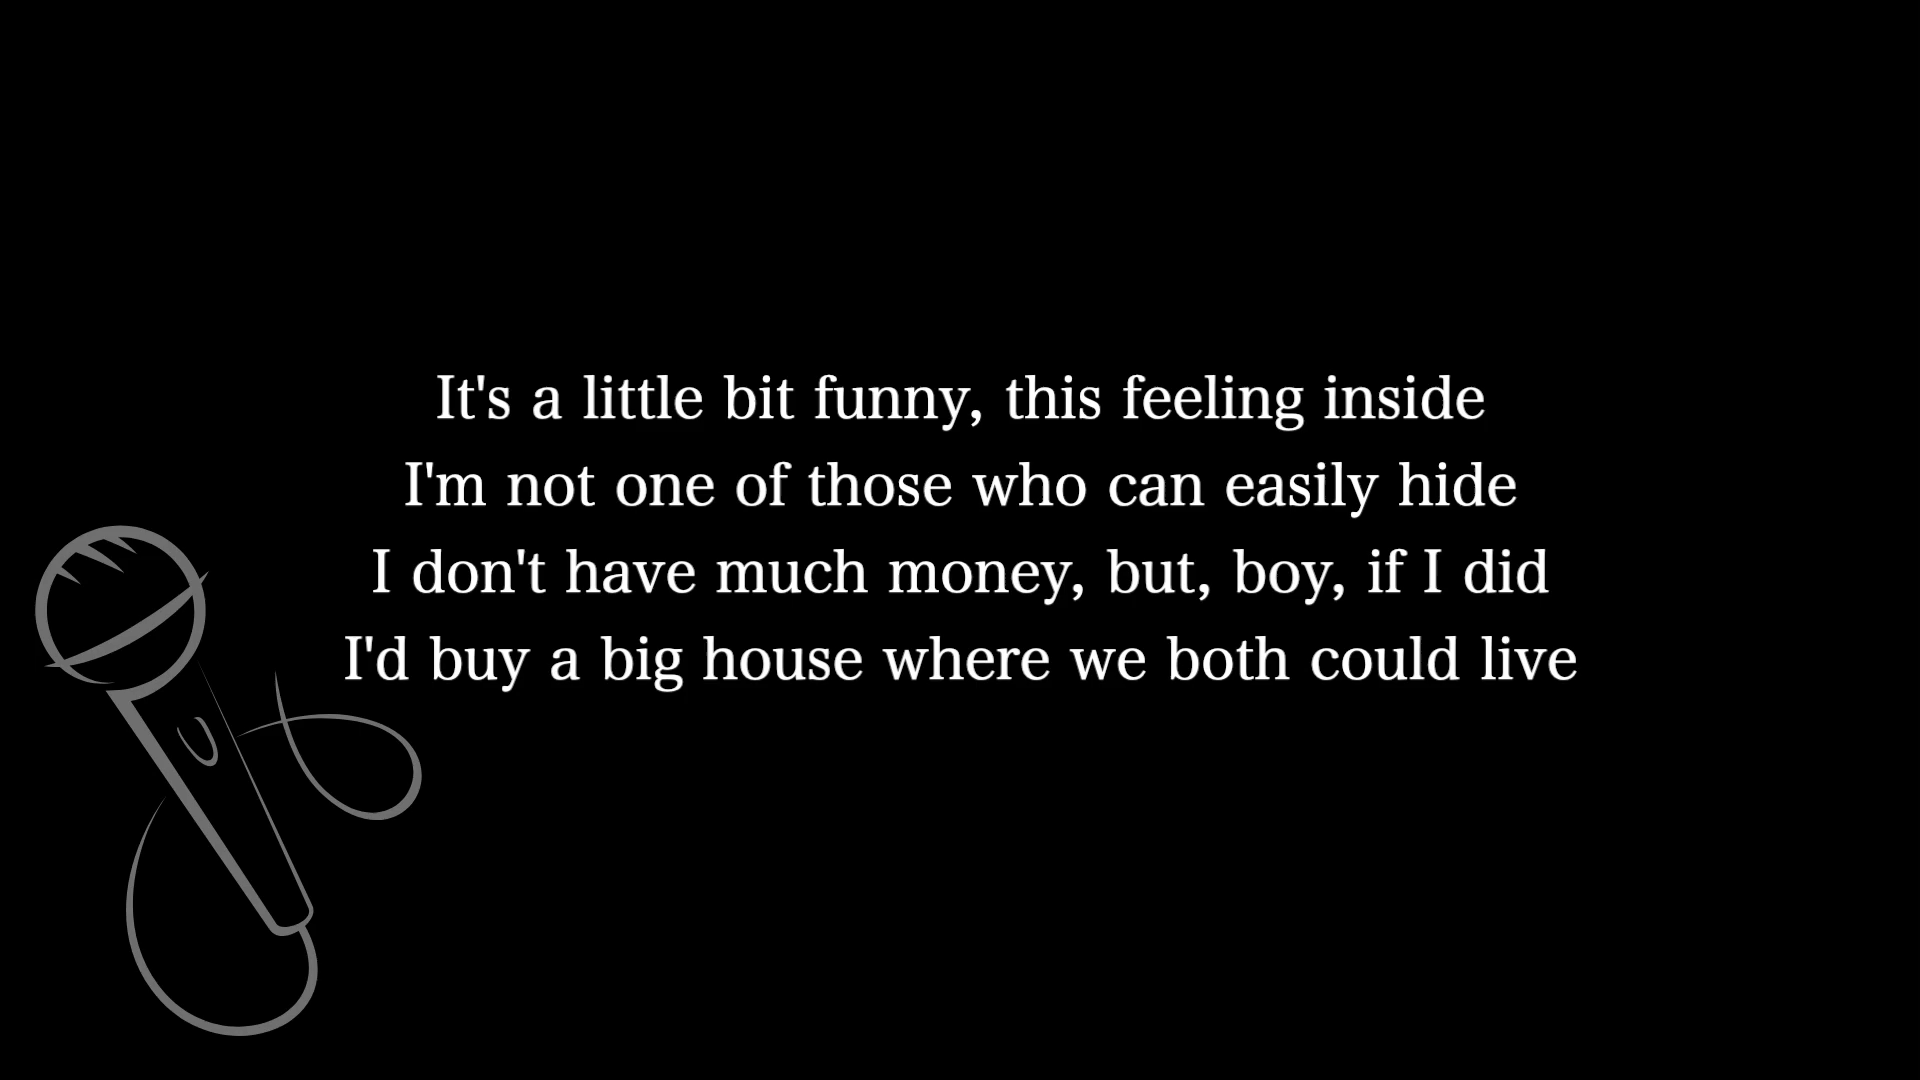 It's a little bit funny, this feeling inside
I'm not one of those who can easily hide
I don't have much money, but, boy, if I did
I'd buy a big house where we both could live